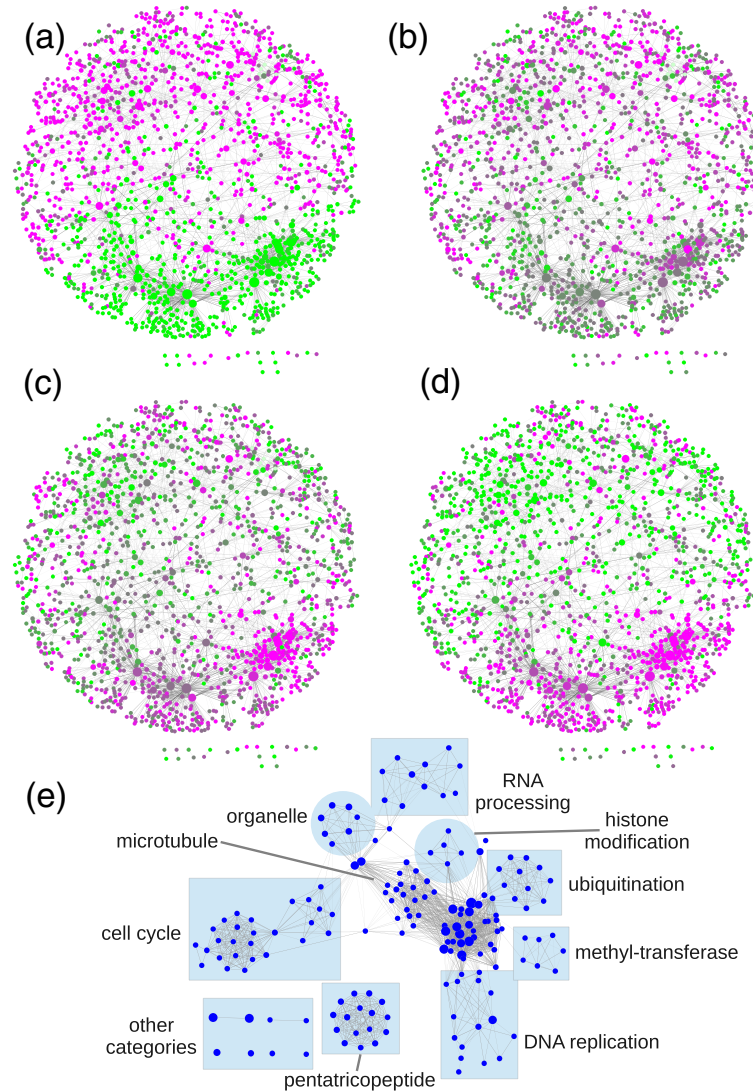 (a)
(b)
(c)
(d)
(e)
RNA
processing
organelle
histone
modification
microtubule
ubiquitination
cell cycle
methyl-transferase
other
categories
DNA replication
pentatricopeptide